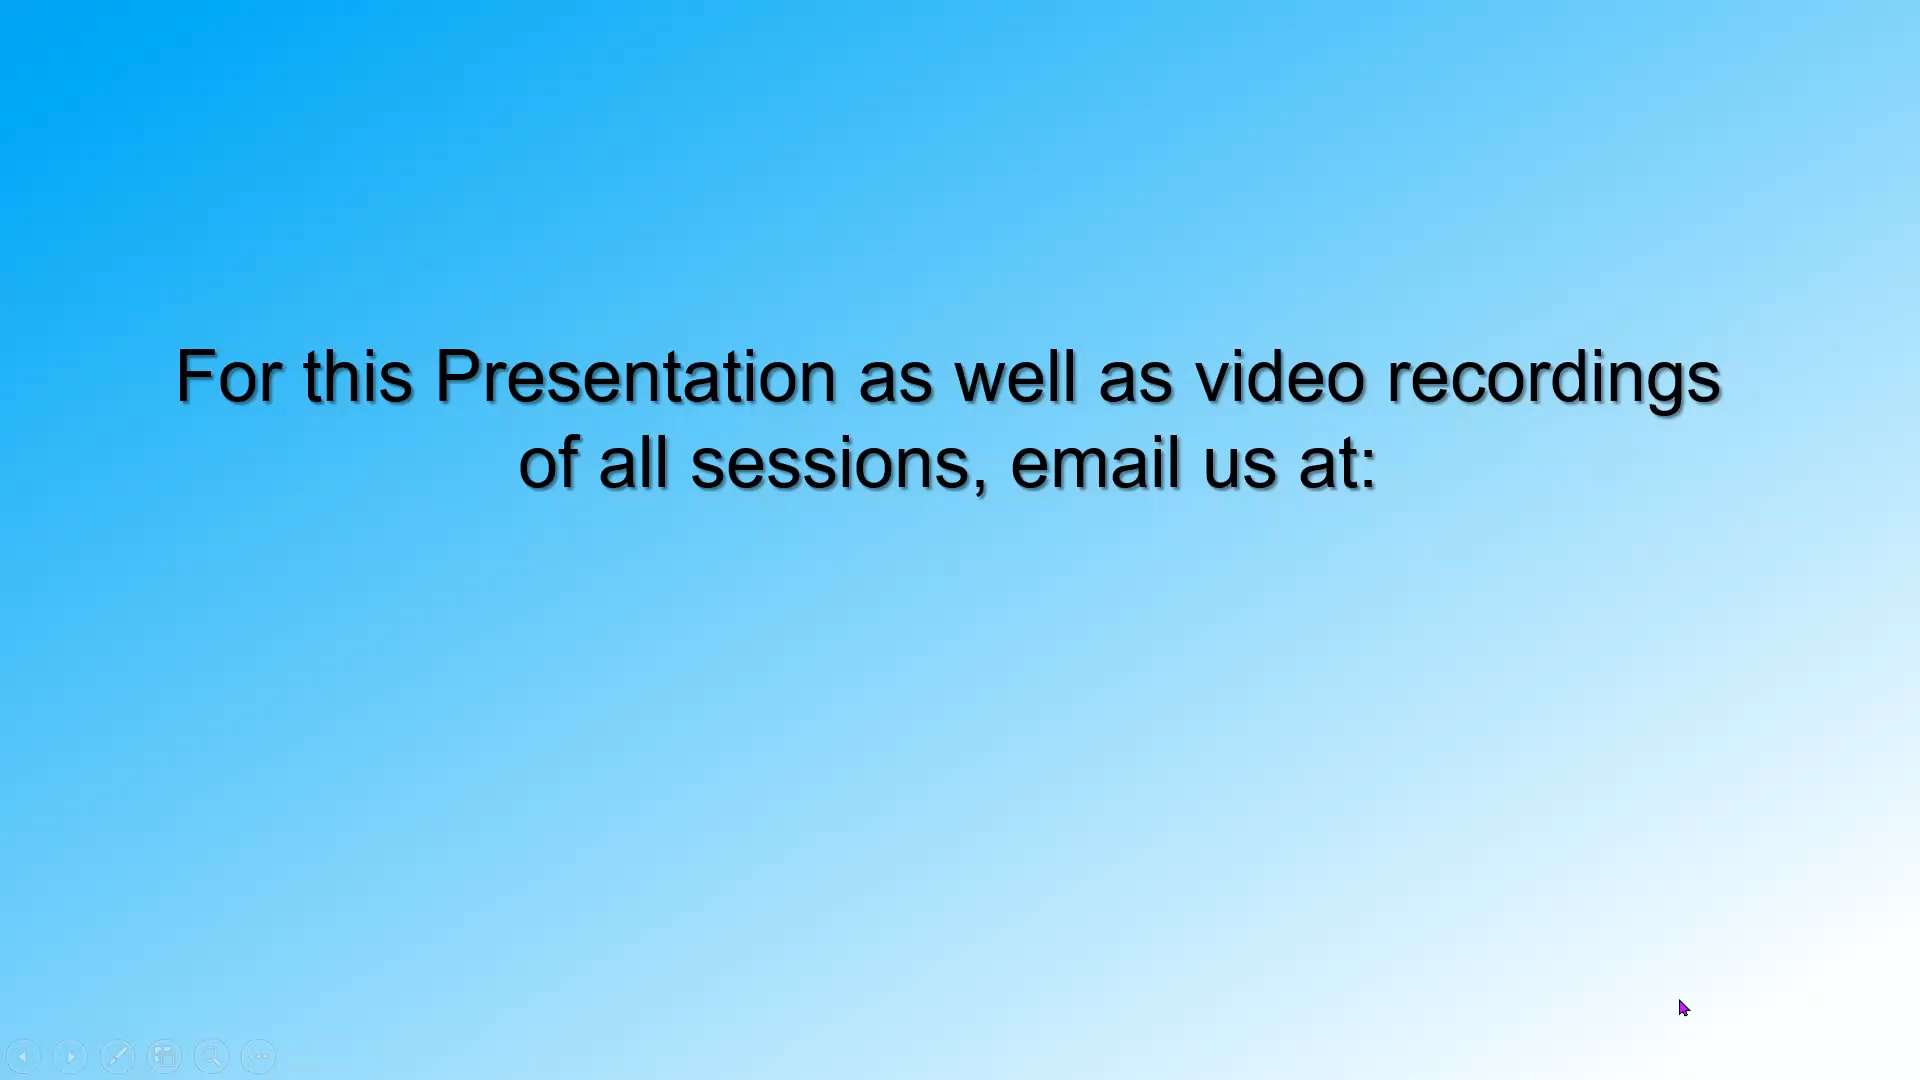 For this Presentation as well as video recordings
of all sessions, email us at: